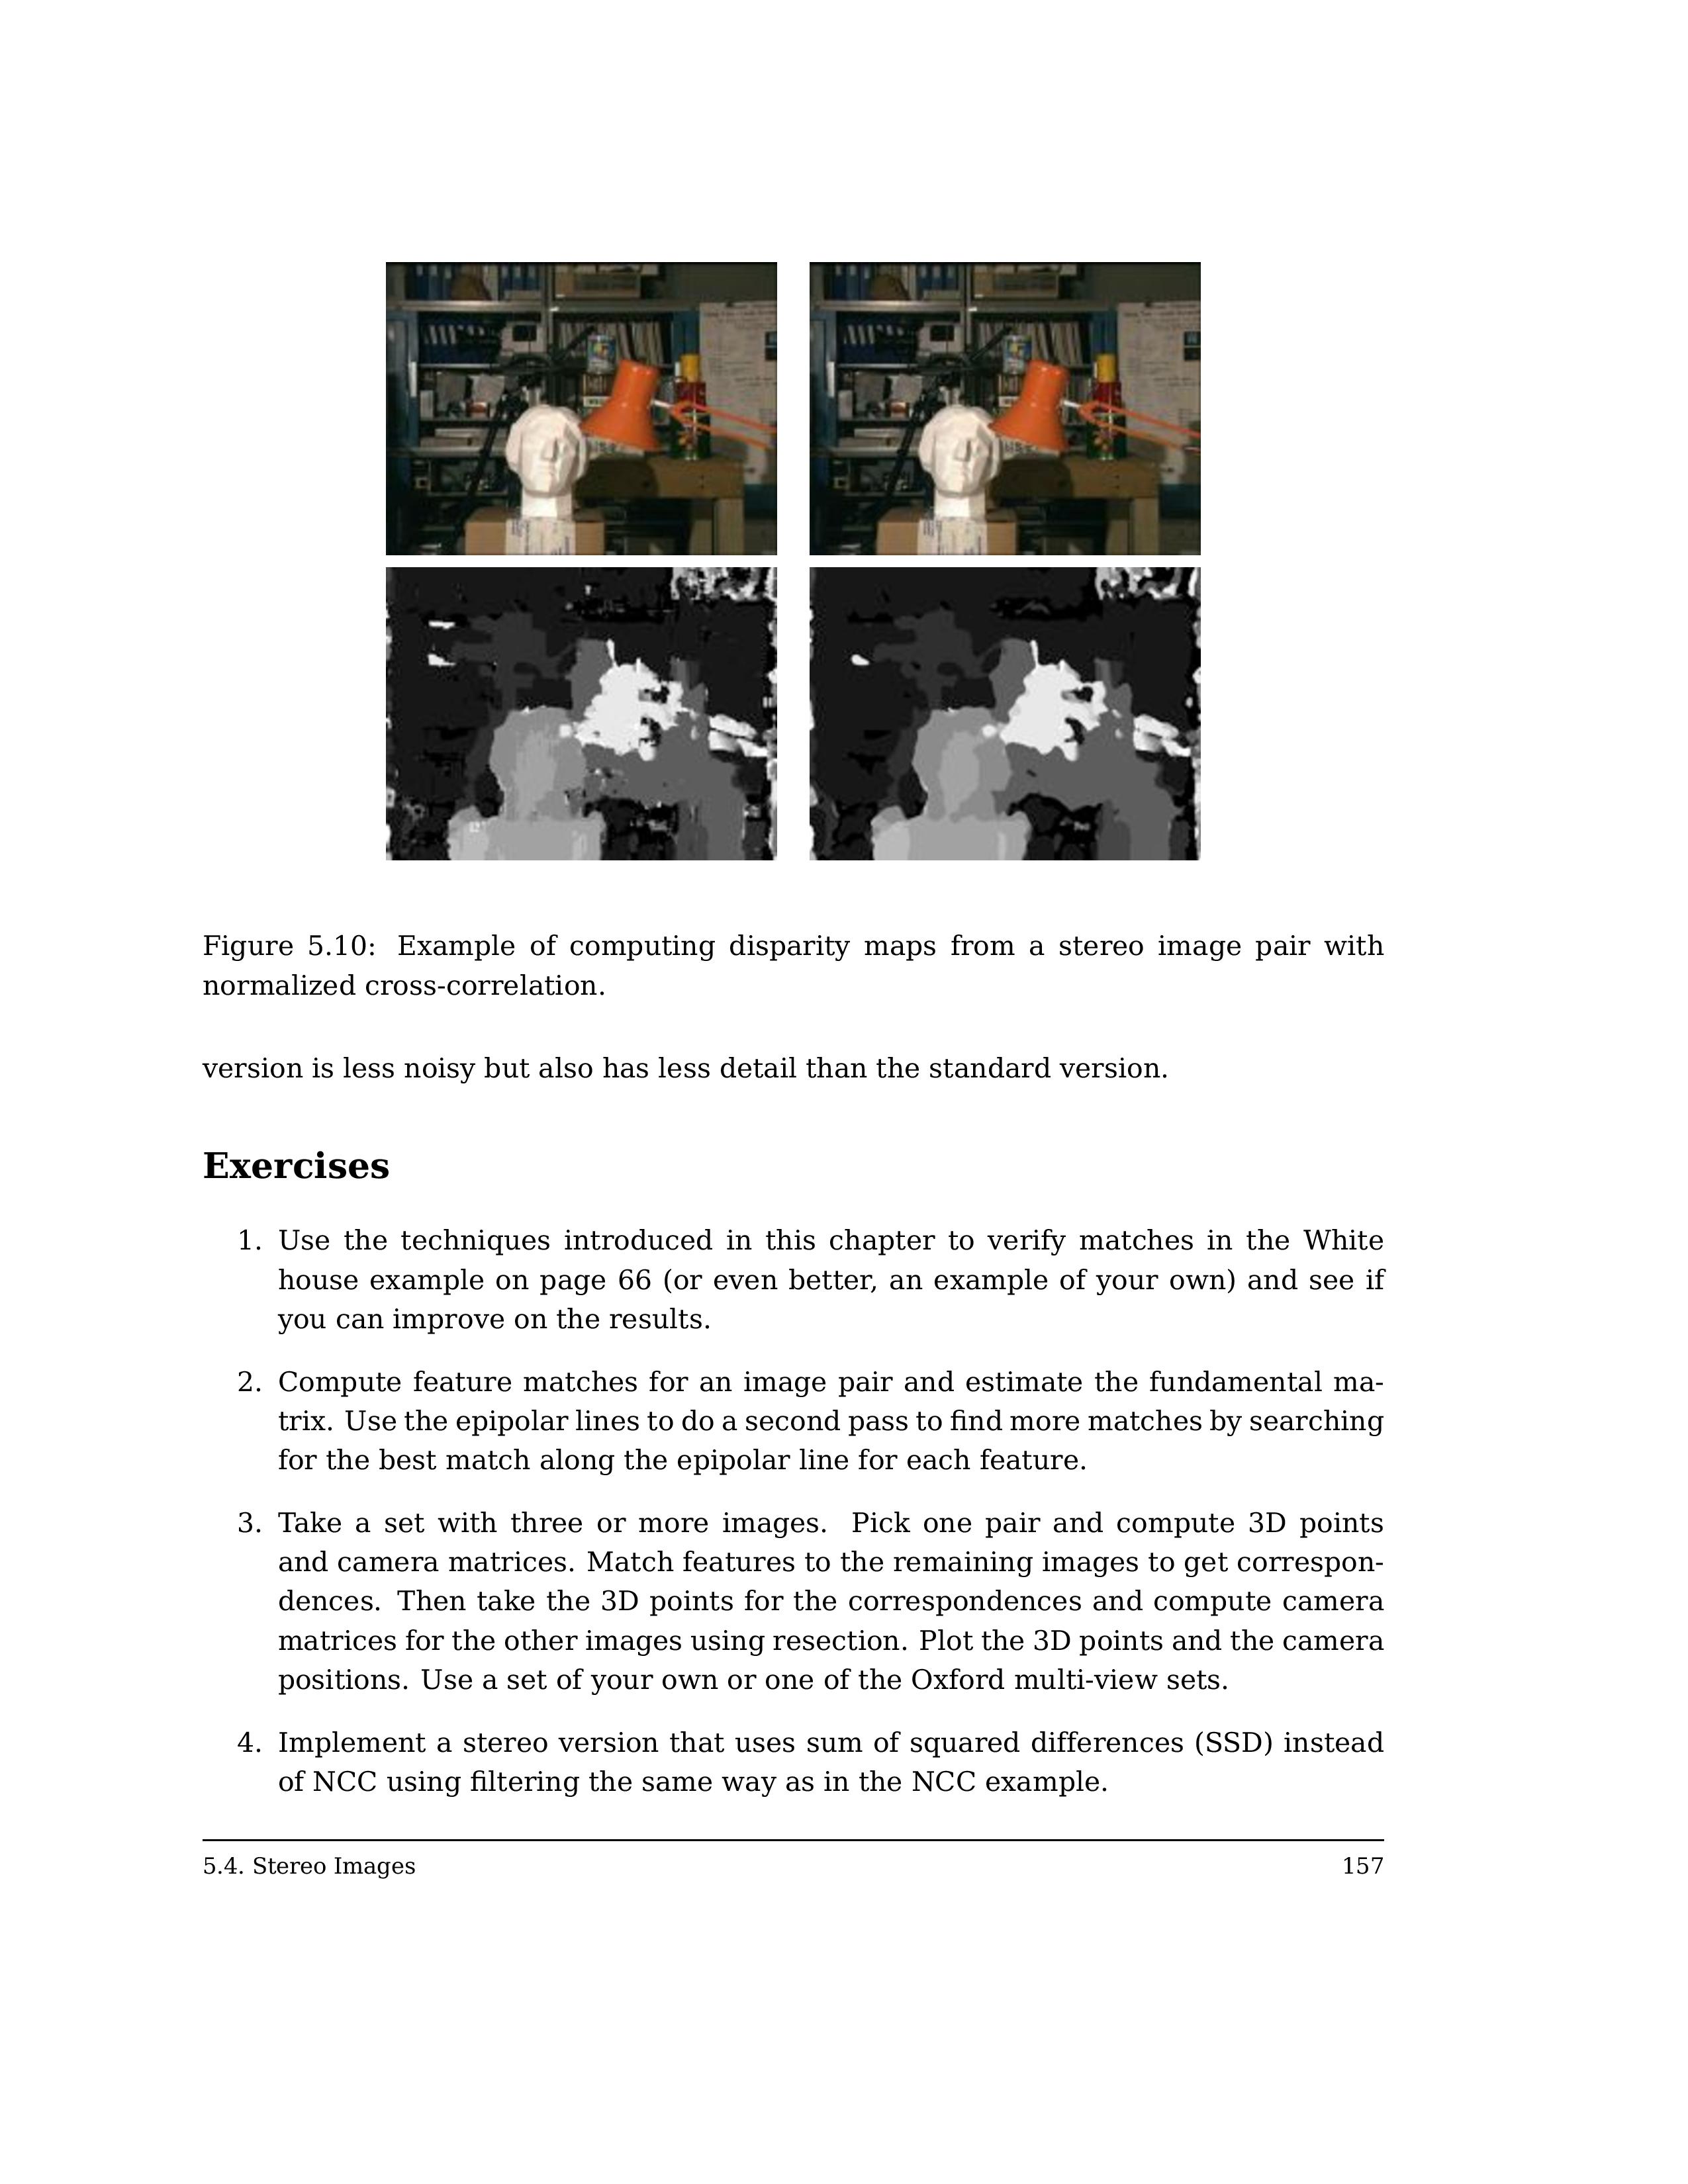 Figure 5.10: Example of computing disparity maps from a stereo image pair with
normalized cross-correlation.
version is less noisy but also has less detail than the standard version.
Exercises
1. Use the techniques introduced in this chapter to verify matches in the White
house example on page 66 (or even better, an example of your own) and see if
you can improve on the results.
2. Compute feature matches for an image pair and estimate the fundamental ma-
trix. Use the epipolar lines to do a second pass to find more matches by searching
for the best match along the epipolar line for each feature.
3. Take a set with three or more images. Pick one pair and compute 3D points
and camera matrices. Match features to the remaining images to get correspon-
dences. Then take the 3D points for the correspondences and compute camera
matrices for the other images using resection. Plot the 3D points and the camera
positions. Use a set of your own or one of the Oxford multi-view sets.
4. Implement a stereo version that uses sum of squared differences (SSD) instead
of NCC using filtering the same way as in the NCC example.
5.4. Stereo Images 157